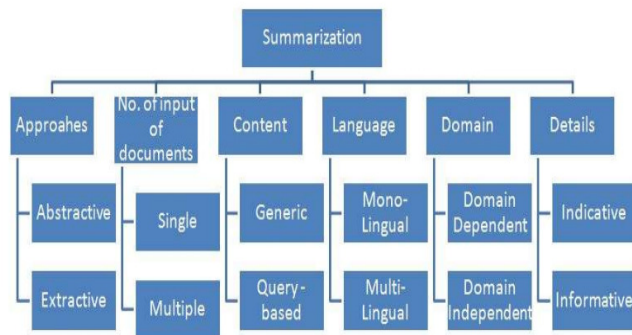 Summarization
Approahes
No. of input
of
documents
Content
Language
Domain
Details
Abstractive
Single
Generic
Mono-
Lingual
Domain
Dependent
Indicative
Extractive
Multiple
Query-
based
Multi-
Lingual
Domain
Independent
Informative